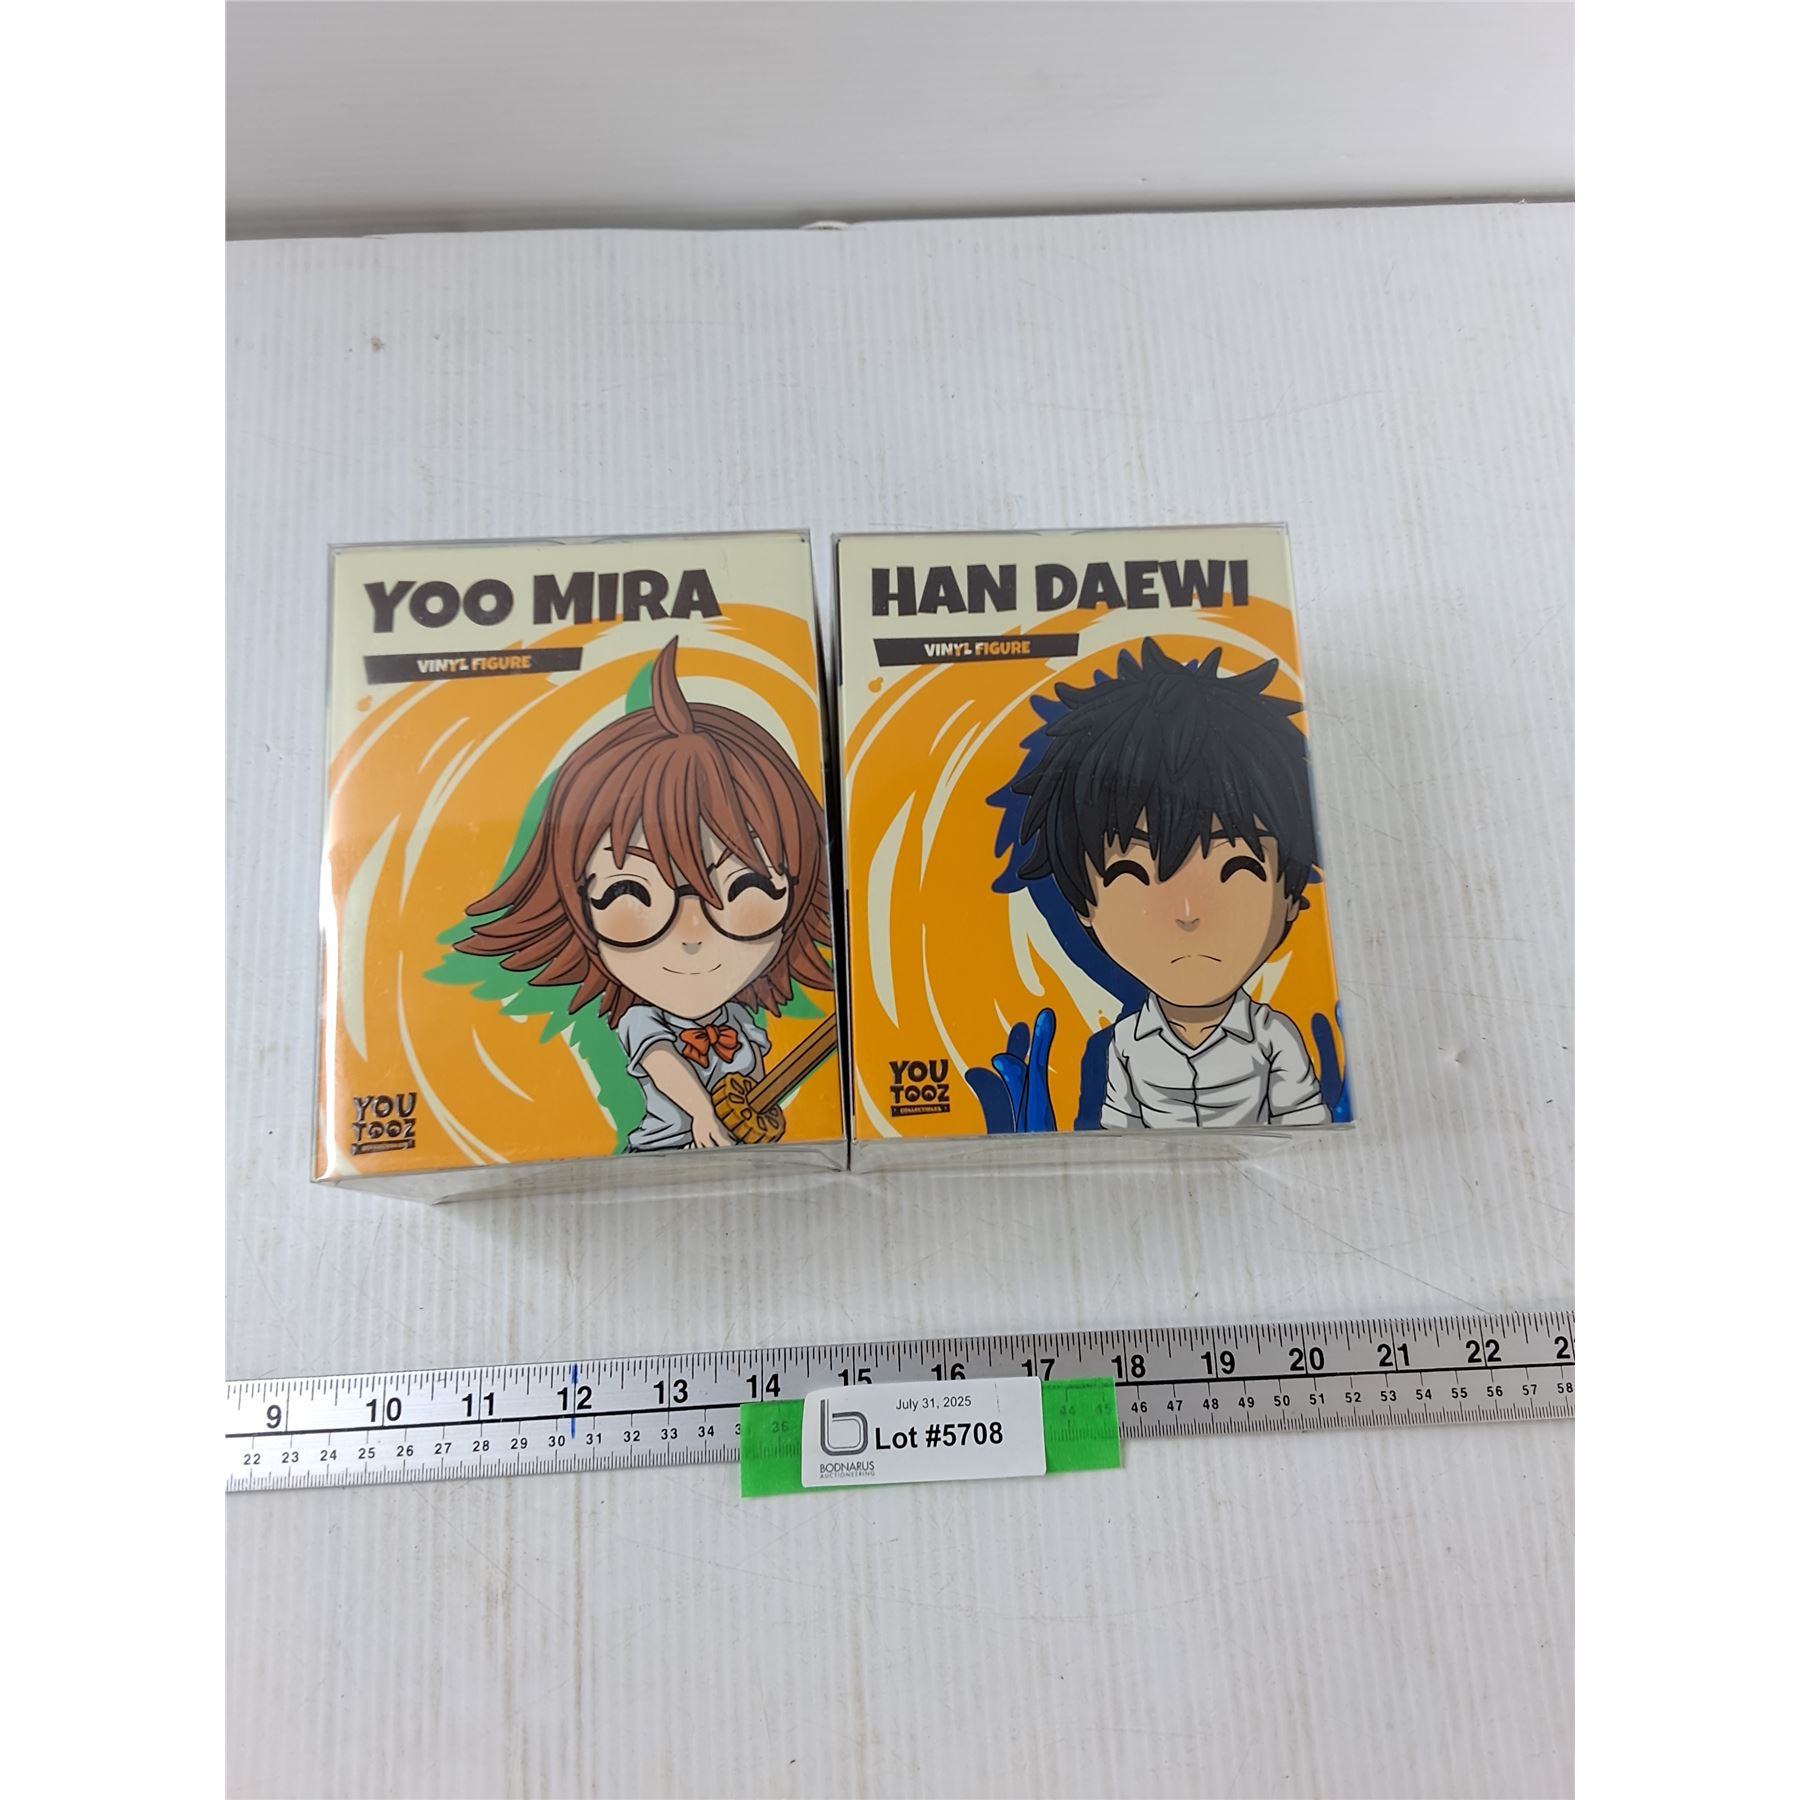 YOO MIRA
VINYL FIGURE
YOU
TOOZ
HAN DAEWI
VINYL FIGURE
YOU
TOOZ
COLLECTIBLES
9 10 11 12 13 14 15 16 17 18 19 20 21 22
22 23 24 25 26 27 28 29 30 31 32 33 34 36 44 45 46 47 48 49 50 51 52 53 54 55 56 57 58
July 31, 2025
Lot #5708
BODNARUS
AUCTIONEERING